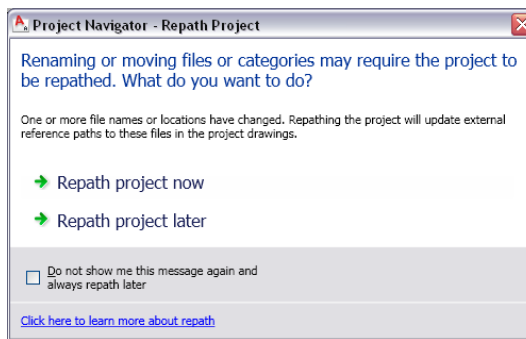 Project Navigator - Repath Project
Renaming or moving files or categories may require the project to
be repathed. What do you want to do?
One or more file names or locations have changed. Repathing the project will update external
reference paths to these files in the project drawings.
Repath project now
Repath project later
Do not show me this message again and
always repath later
Click here to learn more about repath